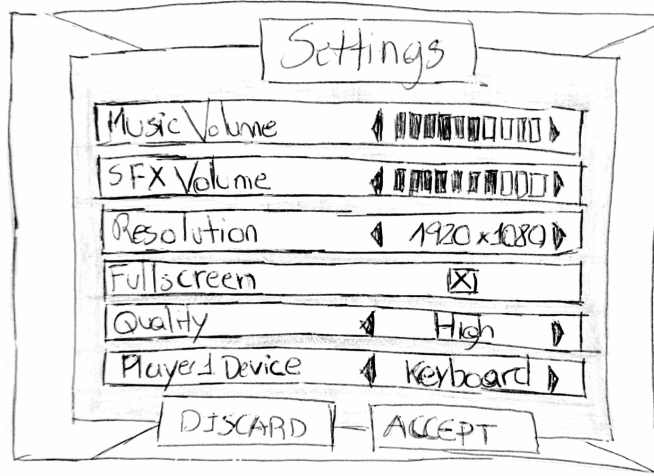 Settings
Music Volume
SFX Volume
Resolution 1920x1080
Fullscreen X
Quality High
Player1 Device Keyboard
DISCARD ACCEPT